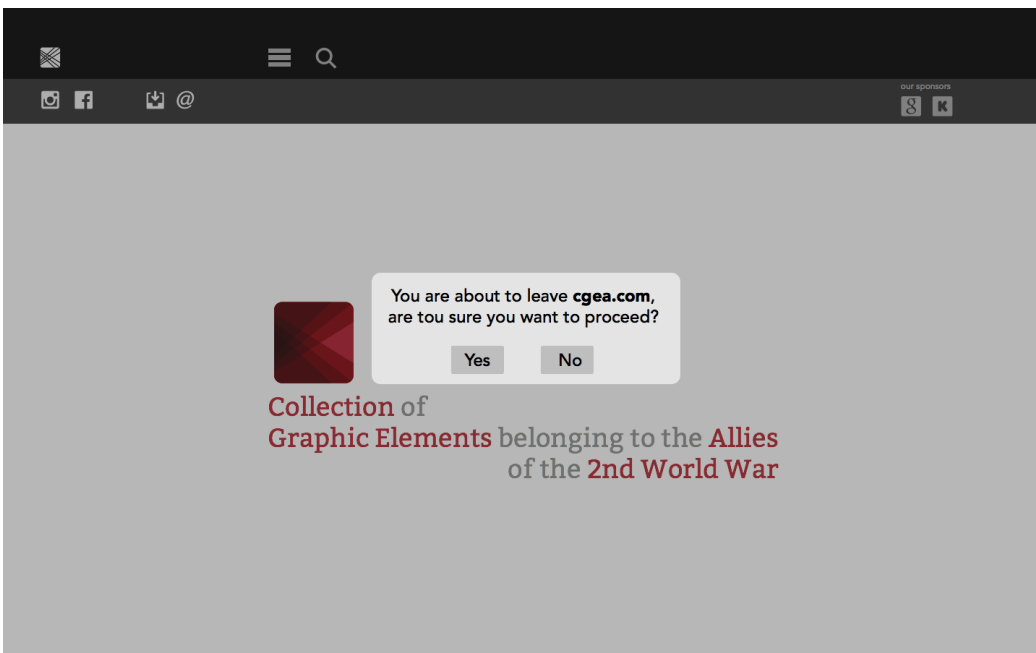 our sponsors
You are about to leave cgea.com,
are tou sure you want to proceed?
Yes No
Collection of
Graphic Elements belonging to the Allies
of the 2nd World War